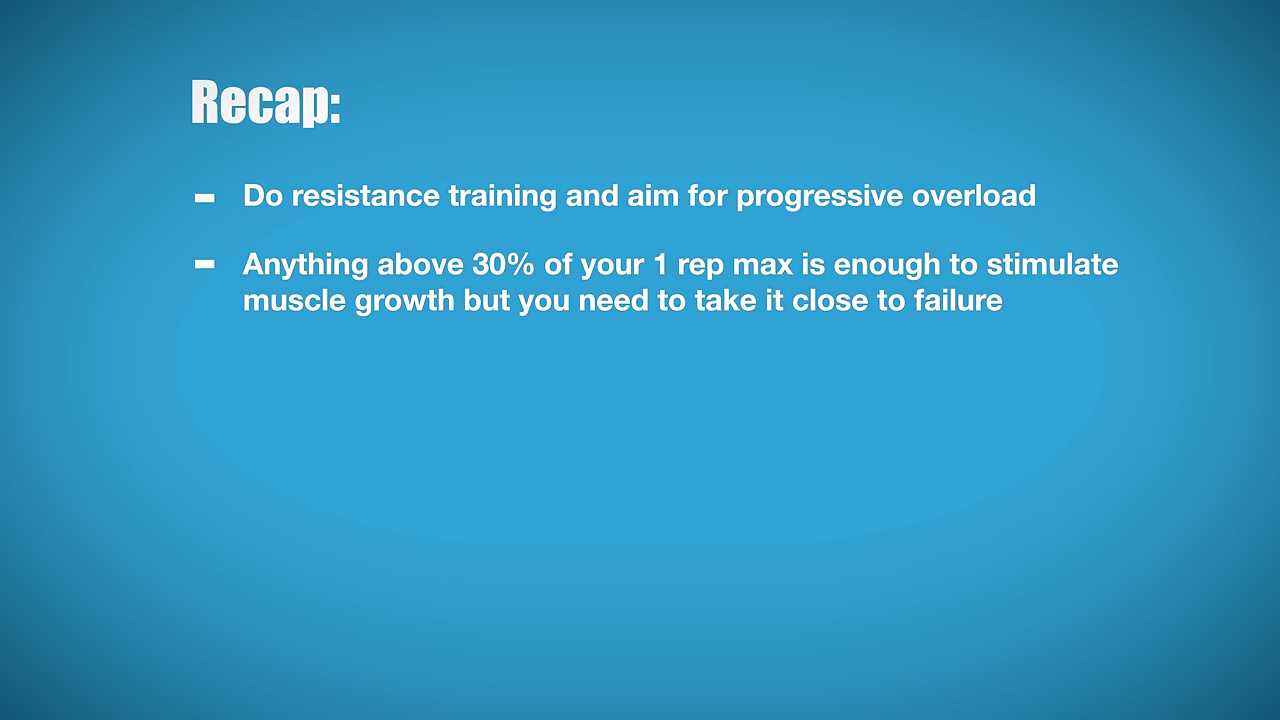 Recap:
- Do resistance training and aim for progressive overload
- Anything above 30% of your 1 rep max is enough to stimulate
muscle growth but you need to take it close to failure